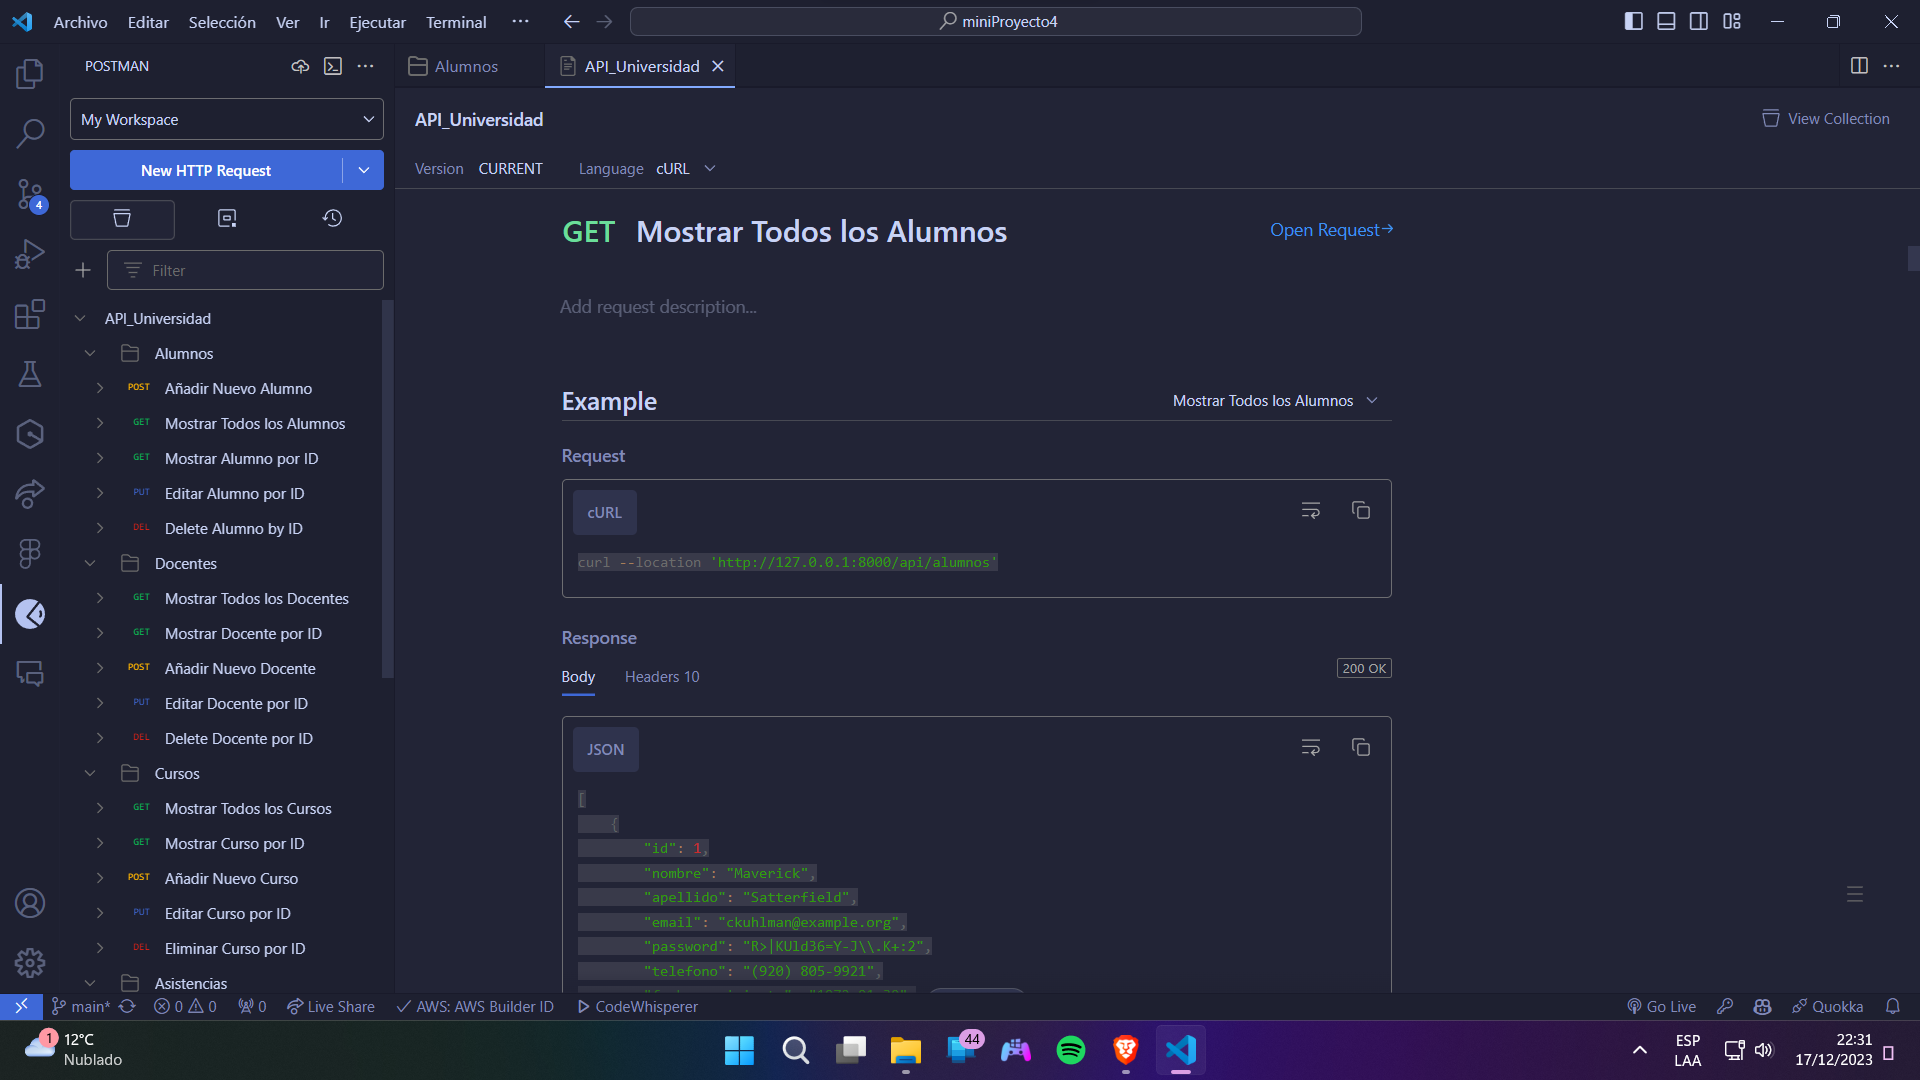 Archivo Editar Selección Ver Ir Ejecutar Terminal ··· miniProyecto4
POSTMAN
Alumnos
API_Universidad
My Workspace
New HTTP Request
4
Filter
API_Universidad
Alumnos
POST Añadir Nuevo Alumno
GET Mostrar Todos los Alumnos
GET Mostrar Alumno por ID
PUT Editar Alumno por ID
DEL Delete Alumno by ID
Docentes
GET Mostrar Todos los Docentes
GET Mostrar Docente por ID
POST Añadir Nuevo Docente
PUT Editar Docente por ID
DEL Delete Docente por ID
Cursos
GET Mostrar Todos los Cursos
GET Mostrar Curso por ID
POST Añadir Nuevo Curso
PUT Editar Curso por ID
DEL Eliminar Curso por ID
Asistencias
API_Universidad
View Collection
Version CURRENT Language cURL
GET Mostrar Todos los Alumnos
Open Request→
Add request description...
Example
Mostrar Todos los Alumnos
Request
cURL
curl --location 'http://127.0.0.1:8000/api/alumnos'
Response
Body Headers 10
200 OK
JSON
[
{
"id": 1,
"nombre": "Maverick",
"apellido": "Satterfield",
"email": "ckuhlman@example.org",
"password": "R>|KUld36=Y-J\\.K+:2",
"telefono": "(920) 805-9921",
main* 0 0 0 Live Share AWS: AWS Builder ID CodeWhisperer
Go Live Quokka
1
12°C
Nublado
44
ESP
LAA
22:31
17/12/2023